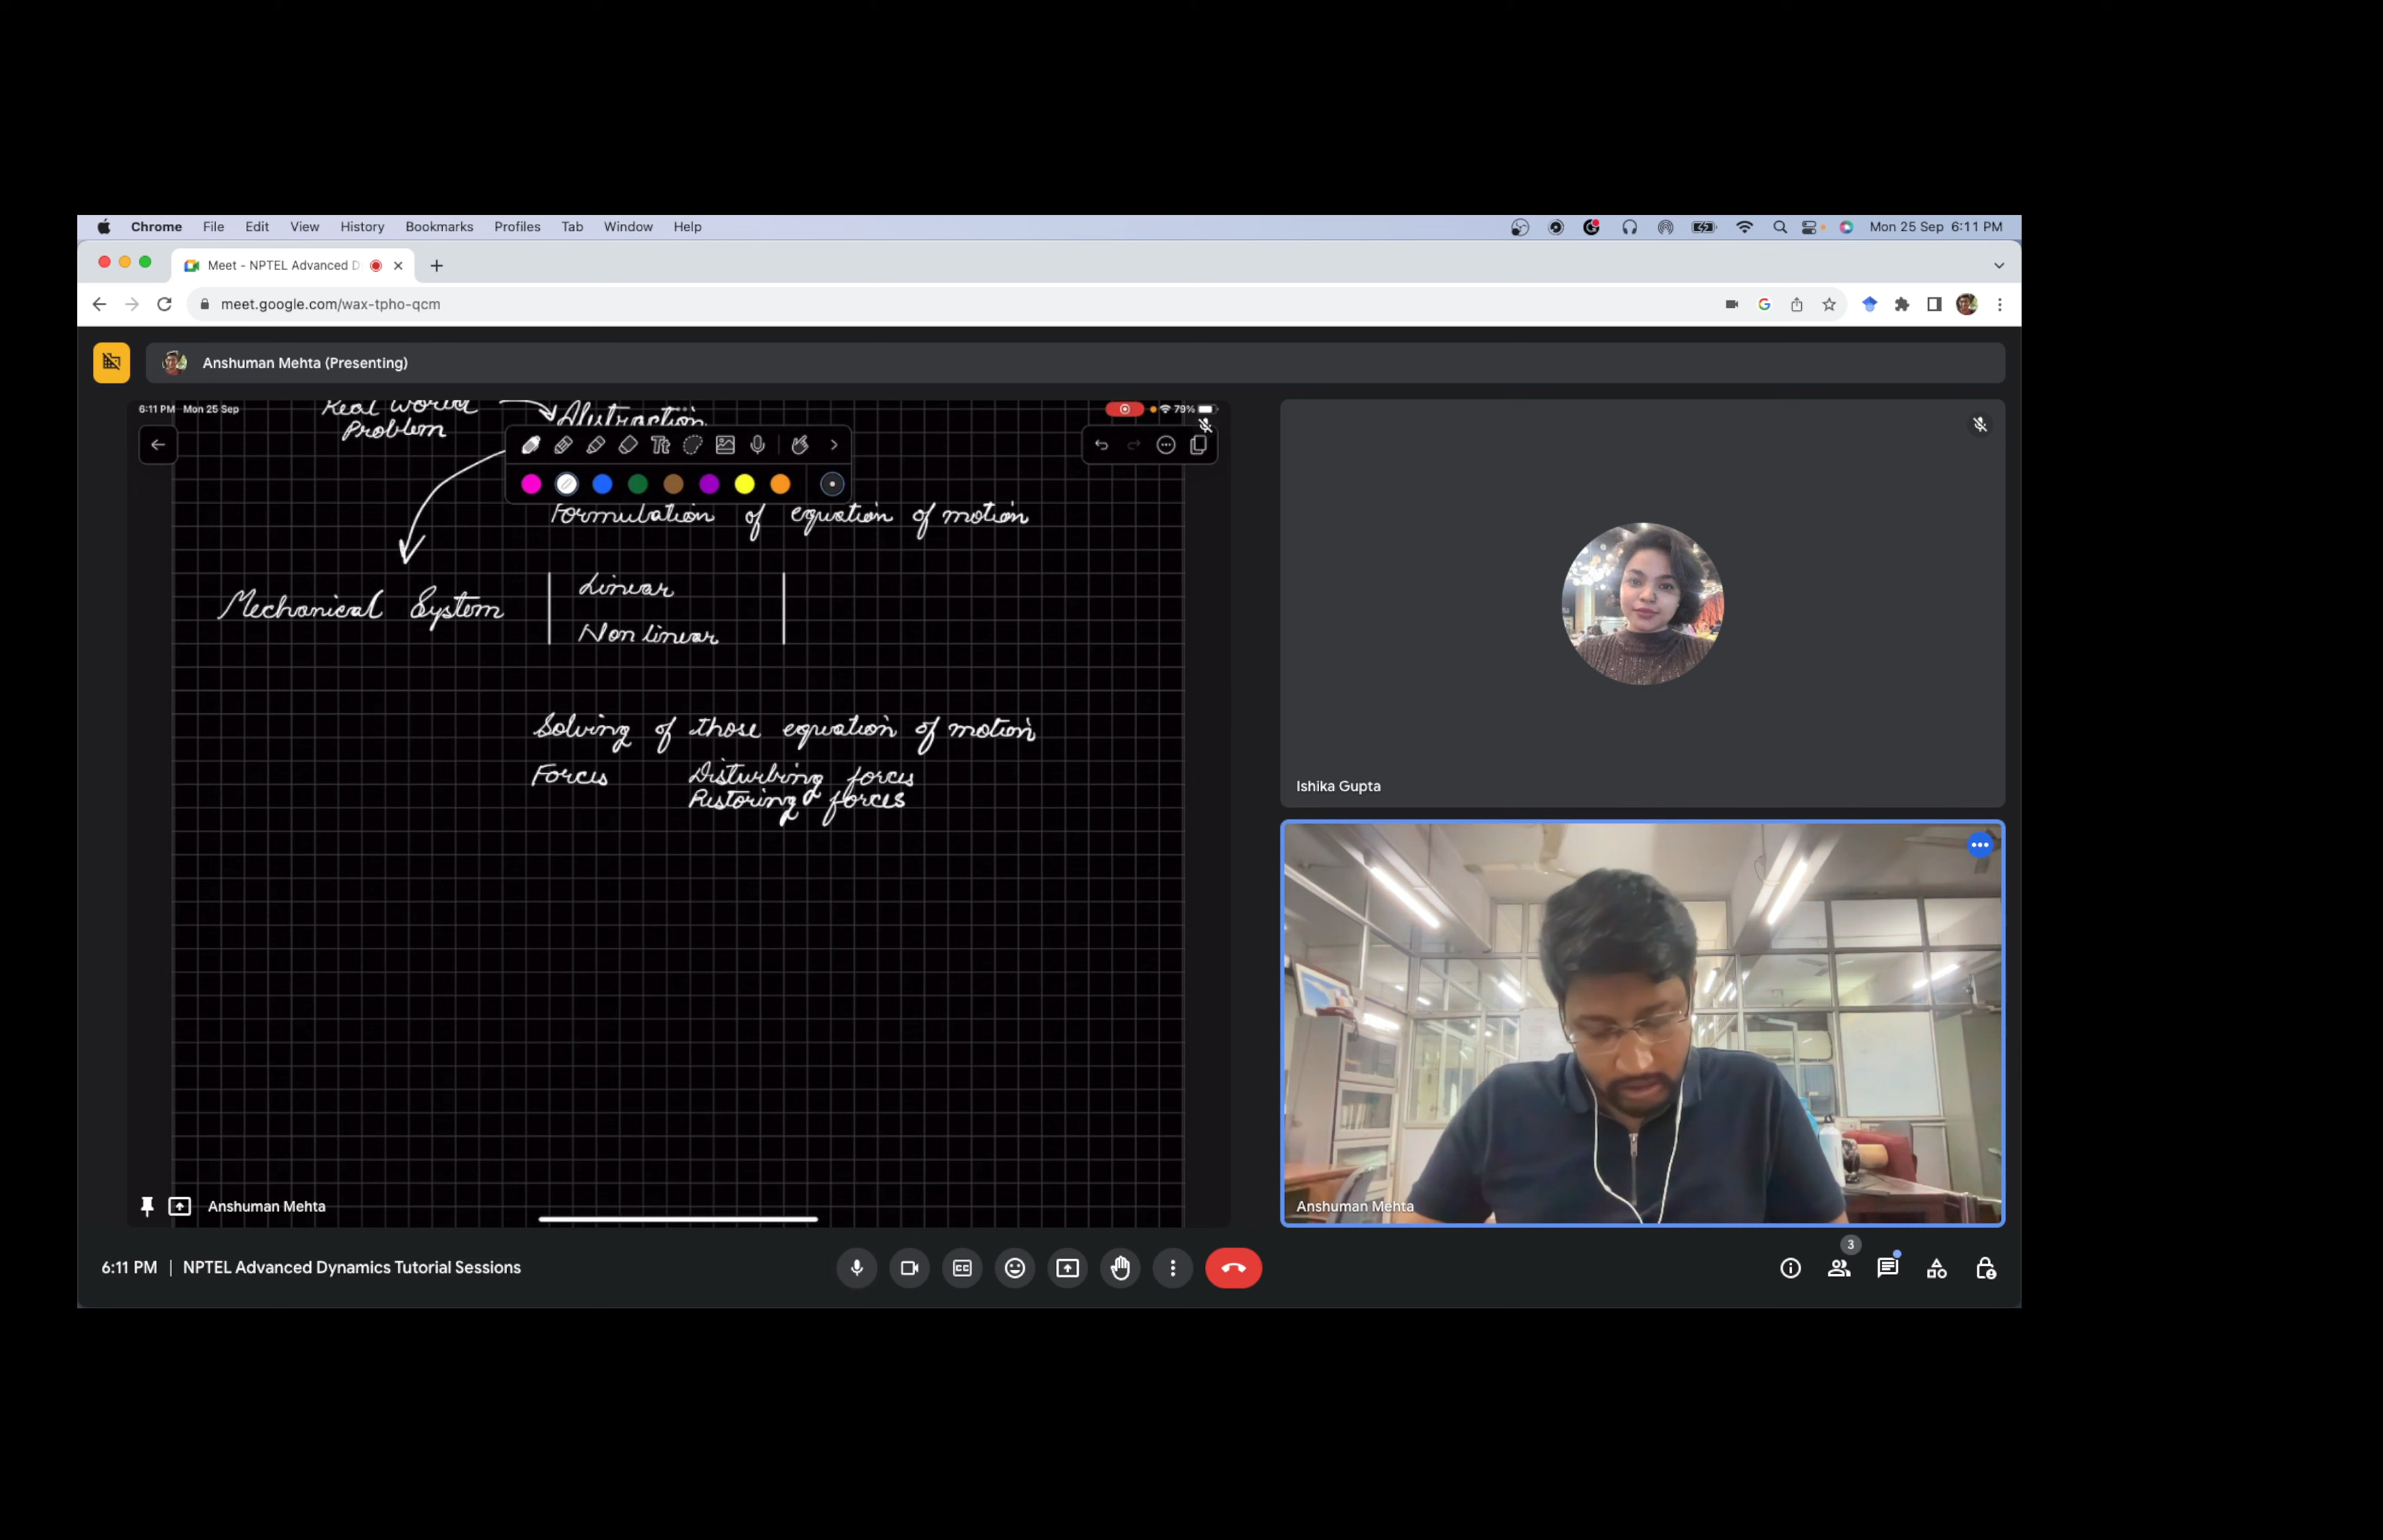 Chrome File Edit View History Bookmarks Profiles Tab Window Help Mon 25 Sep 6:11 PM
Meet - NPTEL Advanced D
meet.google.com/wax-tpho-qcm
Anshuman Mehta (Presenting)
6:11 PM Mon 25 Sep 79%
Real World
Problem
Abstraction
Formulation of equation of motion
Mechanical System
Linear
Non linear
Solving of those equation of motion
Forces Disturbing forces
Restoring forces
Anshuman Mehta
Ishika Gupta
Anshuman Mehta
6:11 PM | NPTEL Advanced Dynamics Tutorial Sessions
CC
3